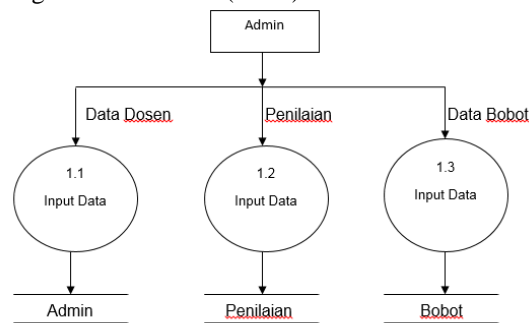 Admin
Data Dosen
Penilaian
Data Bobot
1.1
Input Data
1.2
Input Data
1.3
Input Data
Admin
Penilaian
Bobot